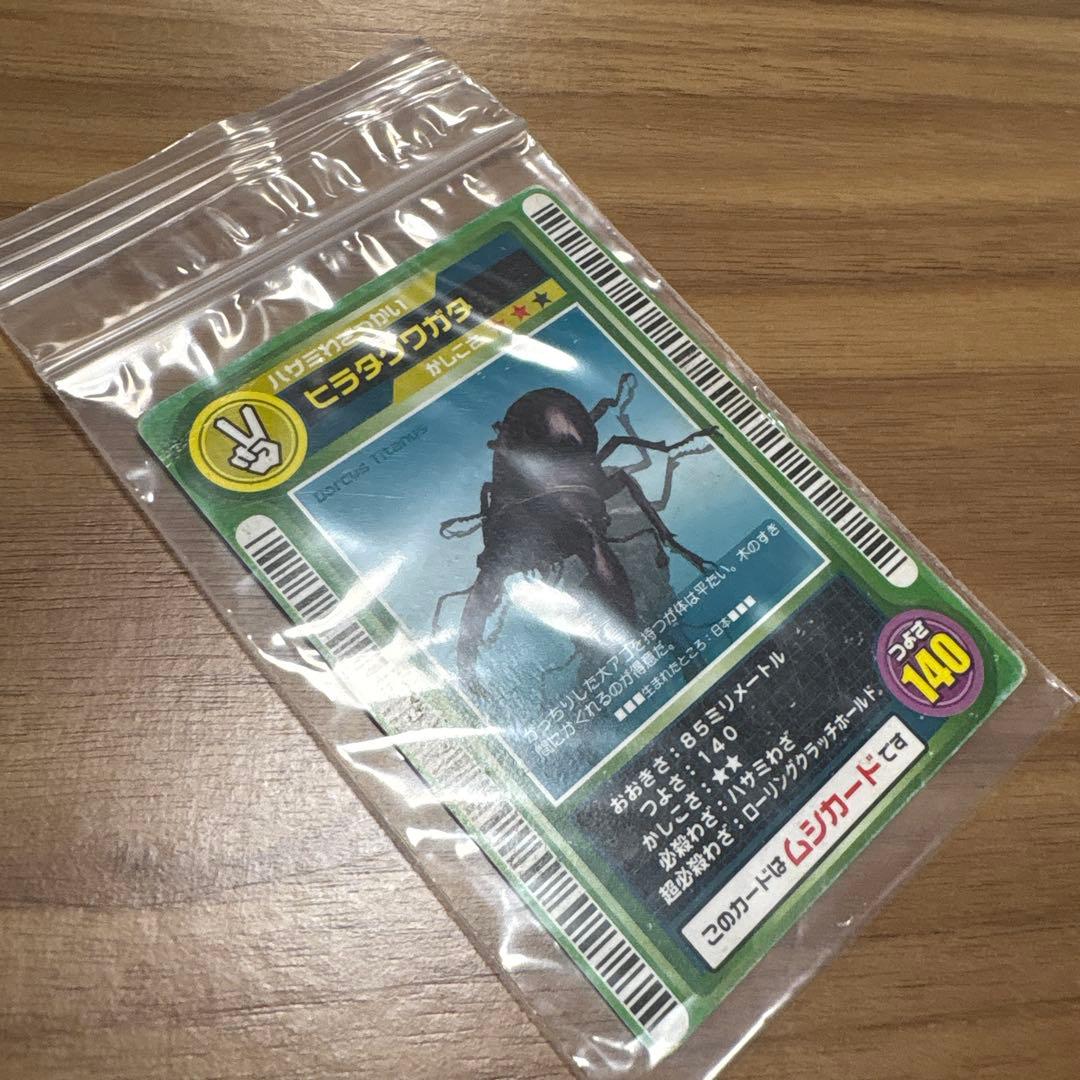 ハサミわざつかい
ヒラタクワガタ
かしこさ ★★★
Dorcus Titanus
がっちりした大アゴを持つが体は平たい。木のすき
間にかくれるのが得意だ。
■■■生まれたところ:日本■■■
おおきさ:85ミリメートル
つよさ:140
かしこさ:★★
必殺わざ:ハサミわざ
超必殺わざ:ローリングクラッチホールド
つよさ
140
このカードはムシカードです